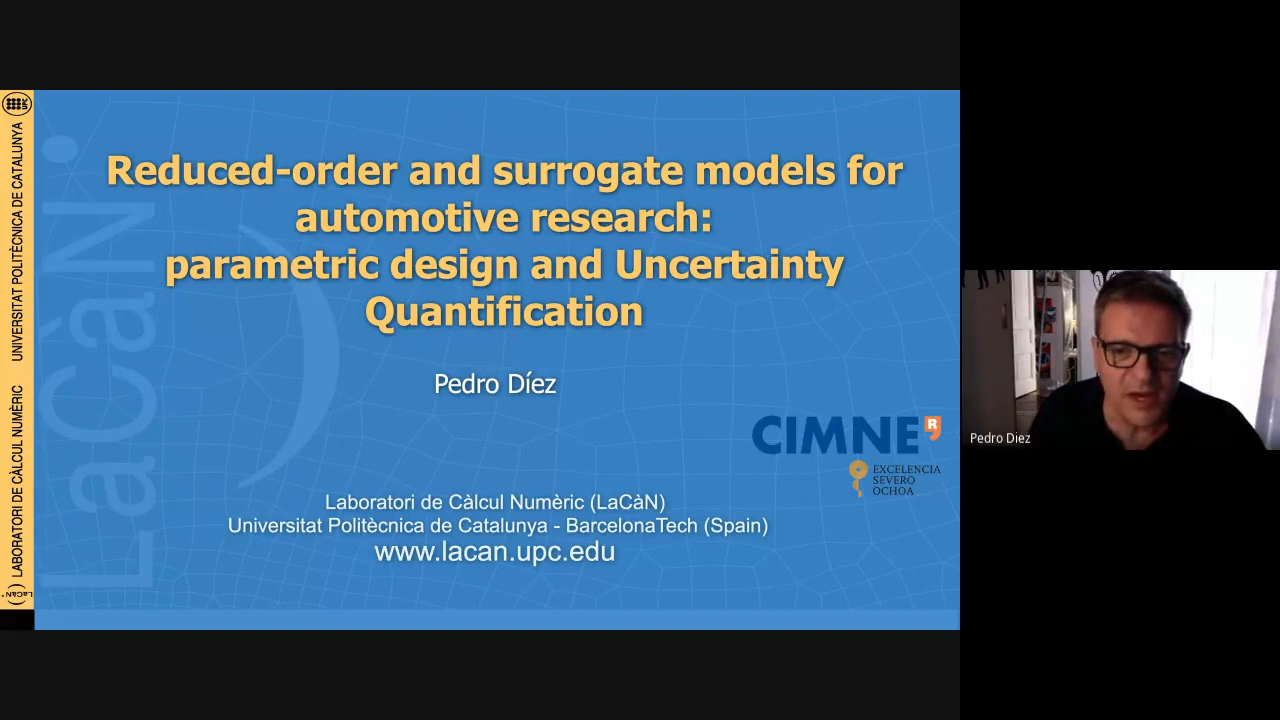 UNIVERSITAT POLITÈCNICA DE CATALUNYA
LABORATORI DE CÀLCUL NUMÈRIC
LaCàN
LaCàN
Reduced-order and surrogate models for
automotive research:
parametric design and Uncertainty
Quantification
Pedro Díez
CIMNE R
EXCELENCIA
SEVERO
OCHOA
Laboratori de Càlcul Numèric (LaCàN)
Universitat Politècnica de Catalunya - BarcelonaTech (Spain)
www.lacan.upc.edu
Pedro Diez